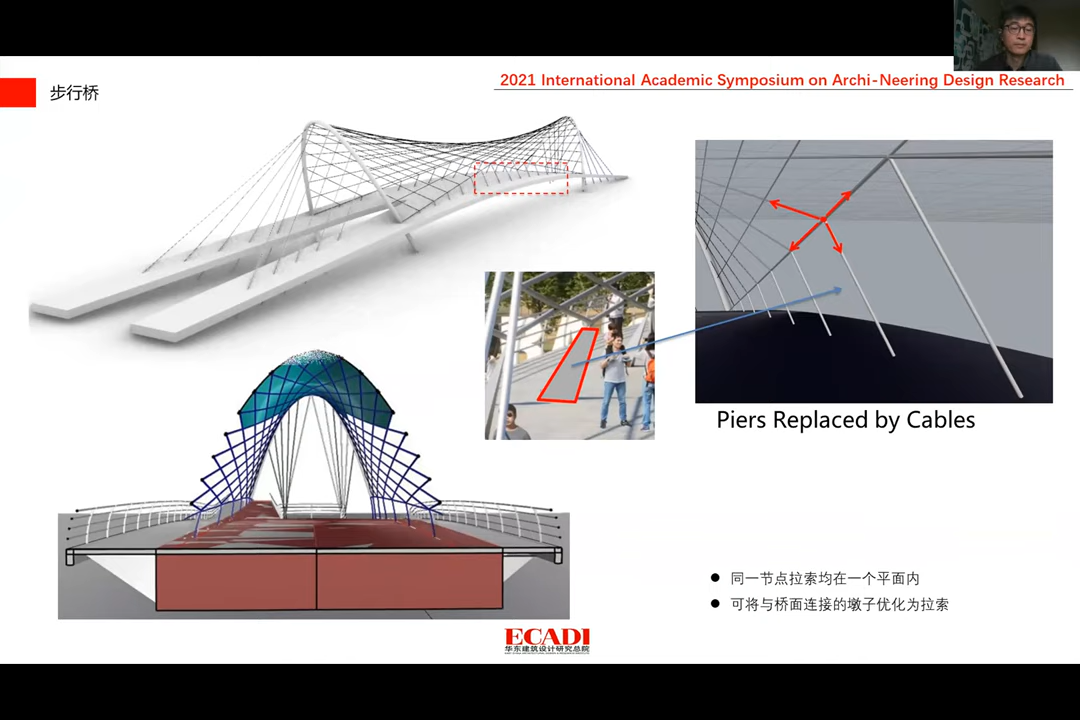 2021 International Academic Symposium on Archi-Neering Design Research
步行桥
Piers Replaced by Cables
同一节点拉索均在一个平面内
可将与桥面连接的墩子优化为拉索
ECADI
华东建筑设计研究总院